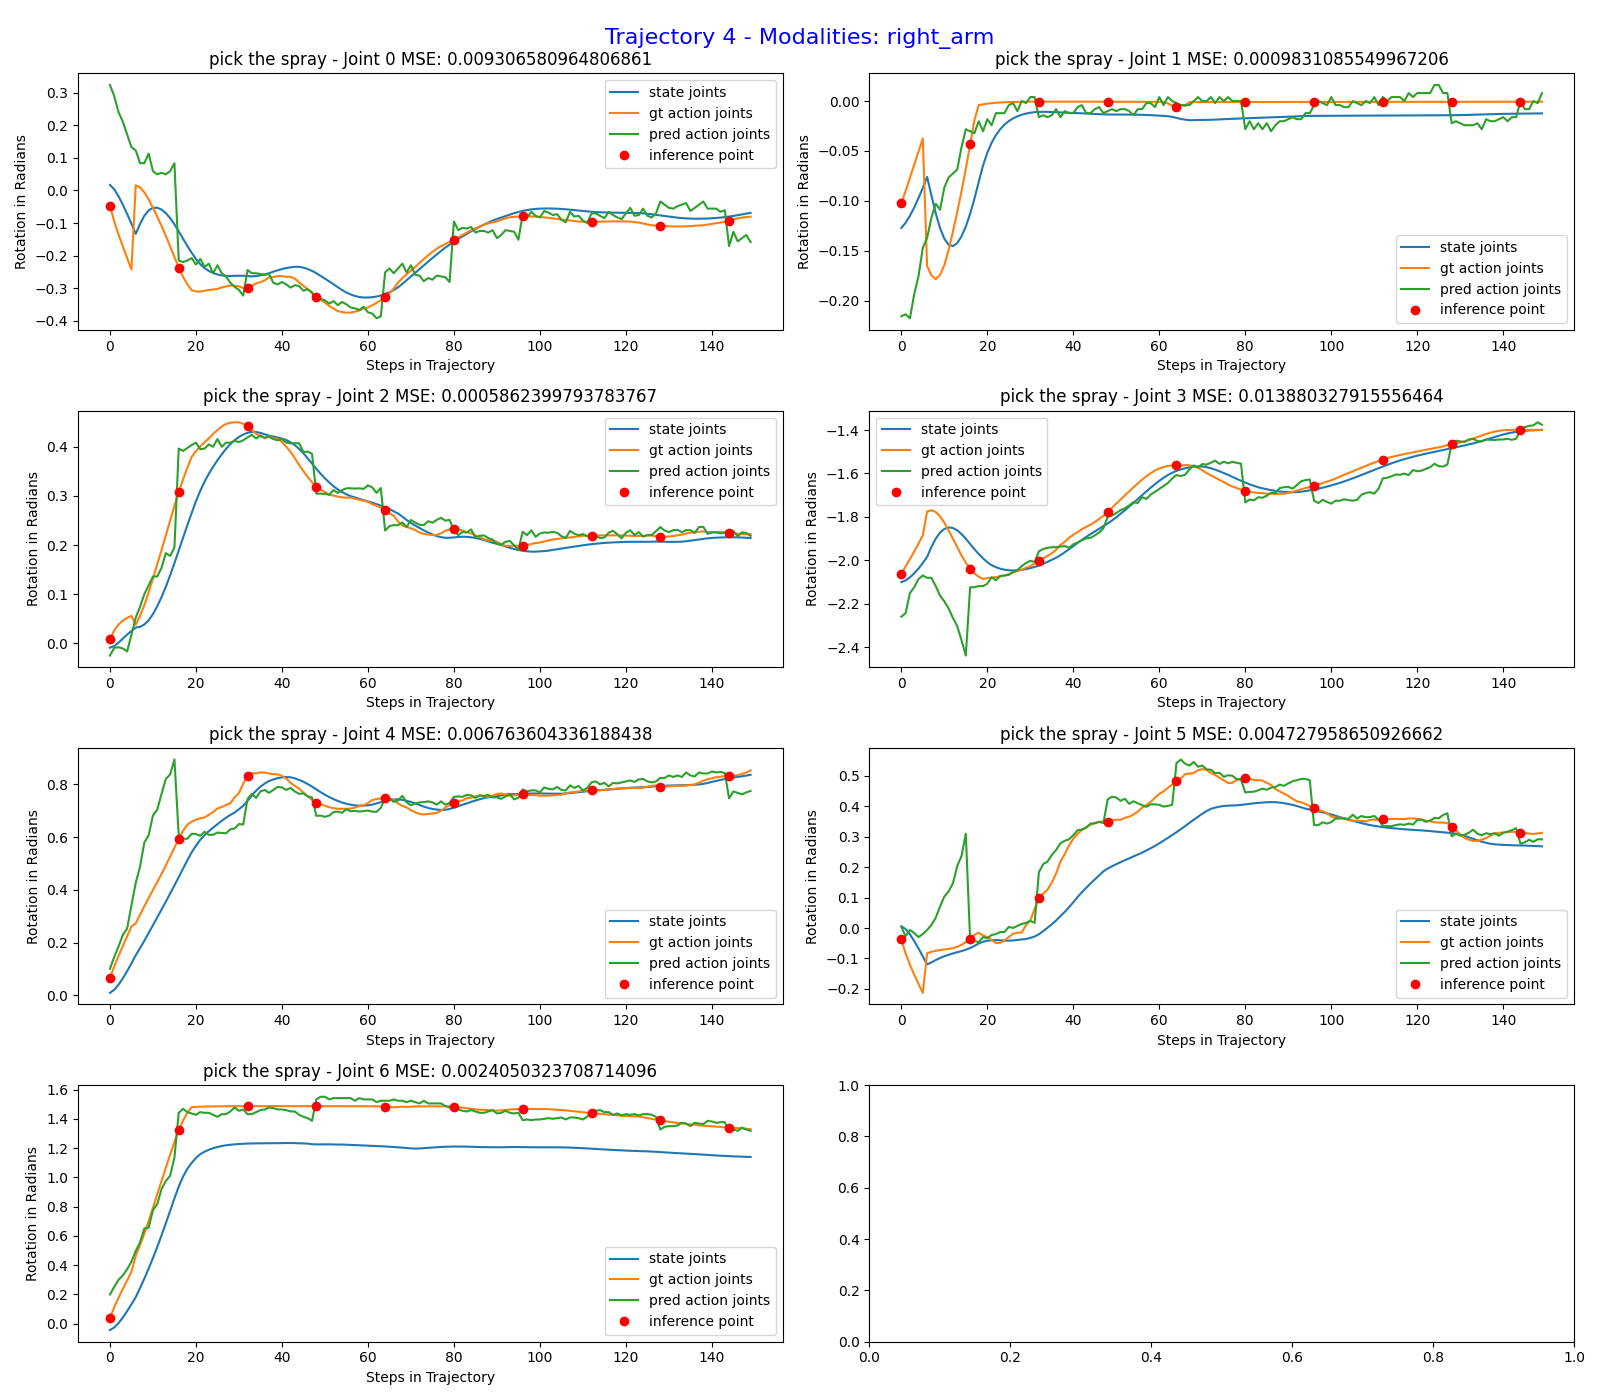 Trajectory 4 - Modalities: right_arm
pick the spray - Joint 0 MSE: 0.009306580964806861
Rotation in Radians
0.3
0.2
0.1
0.0
−0.1
−0.2
−0.3
−0.4
state joints
gt action joints
pred action joints
inference point
0 20 40 60 80 100 120 140
Steps in Trajectory
pick the spray - Joint 1 MSE: 0.0009831085549967206
Rotation in Radians
0.00
−0.05
−0.10
−0.15
−0.20
state joints
gt action joints
pred action joints
inference point
0 20 40 60 80 100 120 140
Steps in Trajectory
pick the spray - Joint 2 MSE: 0.0005862399793783767
Rotation in Radians
0.4
0.3
0.2
0.1
0.0
state joints
gt action joints
pred action joints
inference point
0 20 40 60 80 100 120 140
Steps in Trajectory
pick the spray - Joint 3 MSE: 0.013880327915556464
Rotation in Radians
−1.4
−1.6
−1.8
−2.0
−2.2
−2.4
state joints
gt action joints
pred action joints
inference point
0 20 40 60 80 100 120 140
Steps in Trajectory
pick the spray - Joint 4 MSE: 0.006763604336188438
Rotation in Radians
0.8
0.6
0.4
0.2
0.0
state joints
gt action joints
pred action joints
inference point
0 20 40 60 80 100 120 140
Steps in Trajectory
pick the spray - Joint 5 MSE: 0.004727958650926662
Rotation in Radians
0.5
0.4
0.3
0.2
0.1
0.0
−0.1
−0.2
state joints
gt action joints
pred action joints
inference point
0 20 40 60 80 100 120 140
Steps in Trajectory
pick the spray - Joint 6 MSE: 0.0024050323708714096
Rotation in Radians
1.6
1.4
1.2
1.0
0.8
0.6
0.4
0.2
0.0
state joints
gt action joints
pred action joints
inference point
0 20 40 60 80 100 120 140
Steps in Trajectory
1.0
0.8
0.6
0.4
0.2
0.0
0.0 0.2 0.4 0.6 0.8 1.0